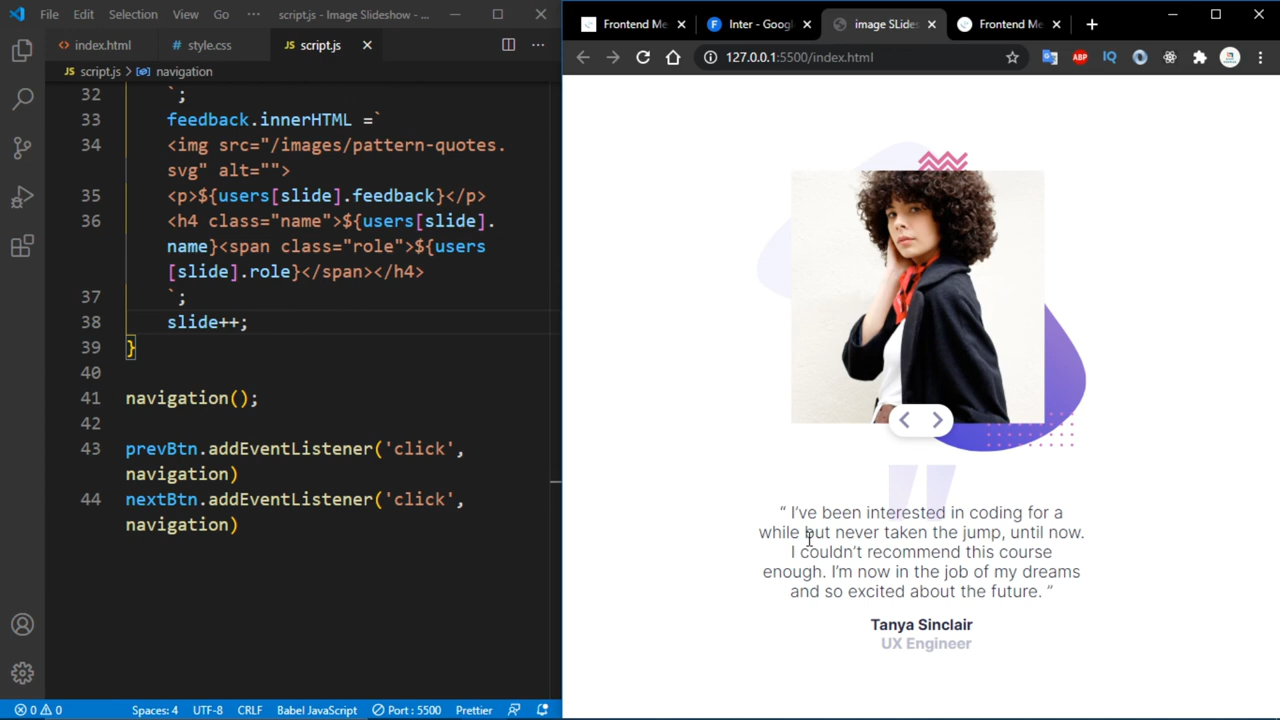 File Edit Selection View Go ··· script.js - Image Slideshow - ...
index.html style.css JS script.js
JS script.js > navigation
32 `;
33 feedback.innerHTML =`
34 <img src="/images/pattern-quotes.
svg" alt="">
35 <p>${users[slide].feedback}</p>
36 <h4 class="name">${users[slide].
name}<span class="role">${users
[slide].role}</span></h4>
37 `;
38 slide++;
39 }
40
41 navigation();
42
43 prevBtn.addEventListener('click',
navigation)
44 nextBtn.addEventListener('click',
navigation)
0 0 Spaces: 4 UTF-8 CRLF Babel JavaScript Port : 5500 Prettier
Frontend Me Inter - Googl image SLides Frontend Me
127.0.0.1:5500/index.html
ABP IQ
“ I’ve been interested in coding for a
while but never taken the jump, until now.
I couldn’t recommend this course
enough. I’m now in the job of my dreams
and so excited about the future. ”
Tanya Sinclair
UX Engineer